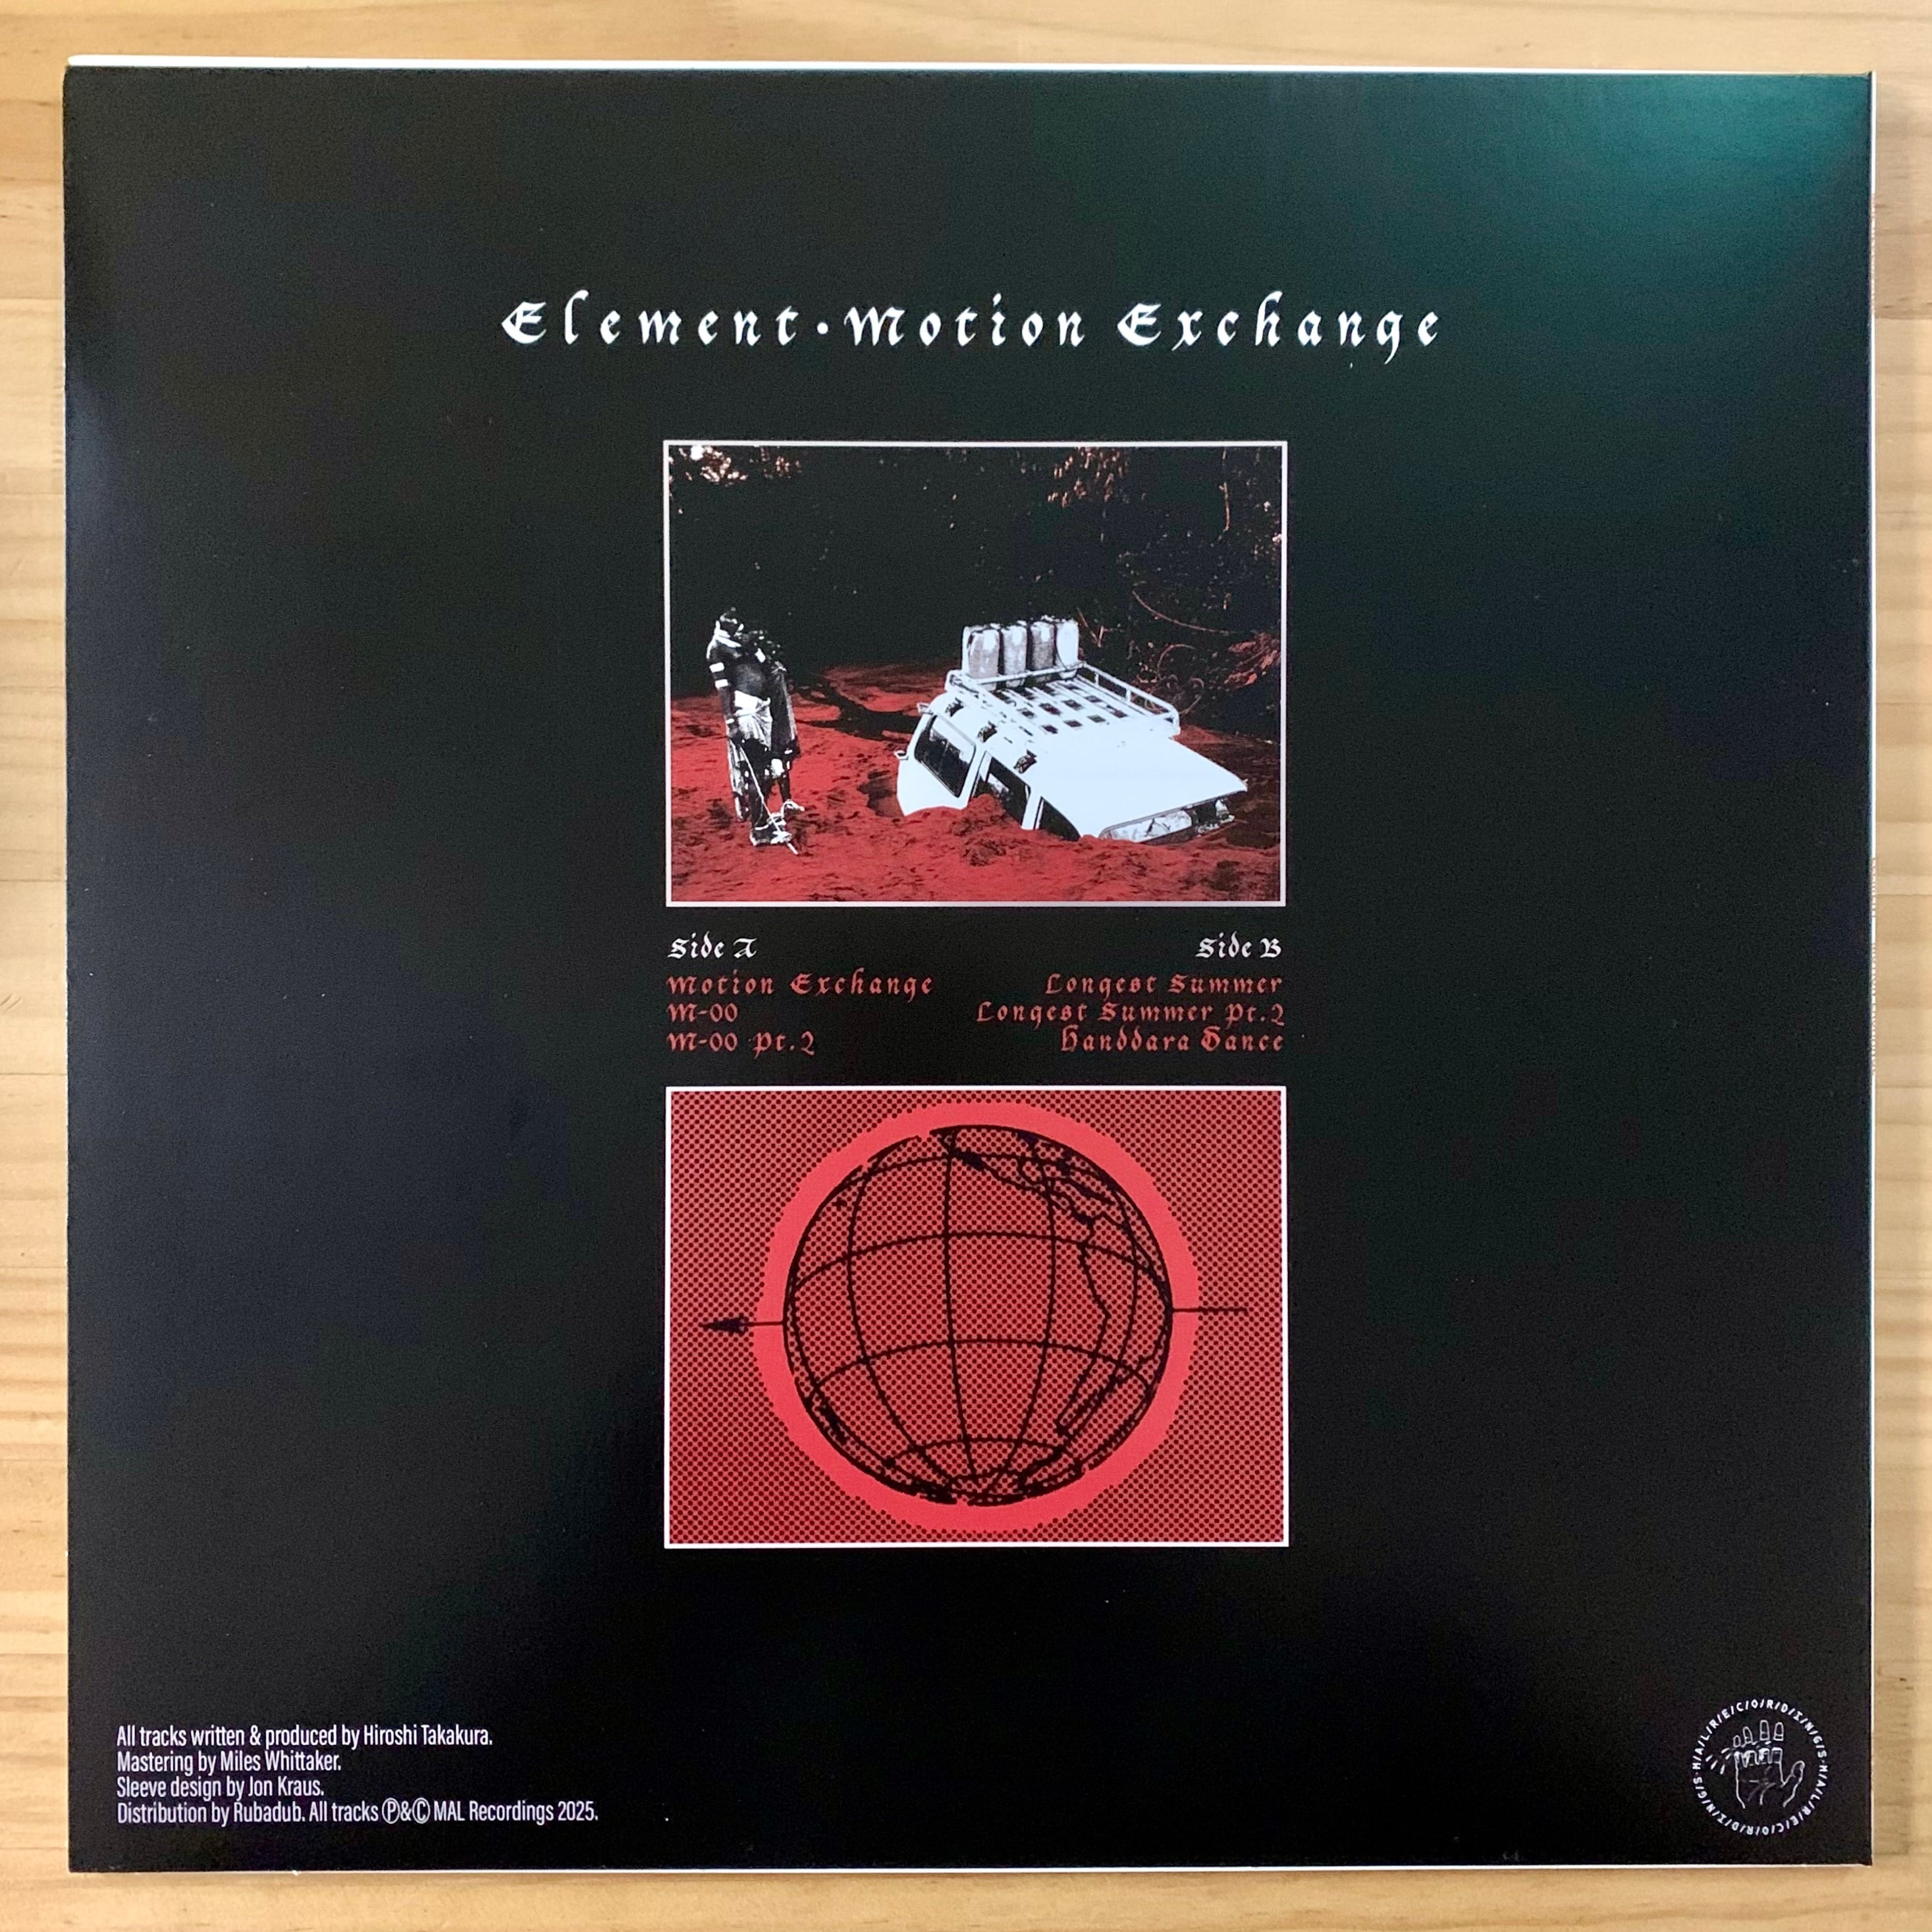 Element · Motion Exchange
Side A
Motion Exchange
M-00
M-00 Pt.2
Side B
Longest Summer
Longest Summer Pt.2
Handdara Dance
All tracks written & produced by Hiroshi Takakura.
Mastering by Miles Whittaker.
Sleeve design by Jon Kraus.
Distribution by Rubadub. All tracks Ⓟ&Ⓒ MAL Recordings 2025.
M/A/L/R/E/C/O/R/D/I/N/G/S·M/A/L/R/E/C/O/R/D/I/N/G/S·